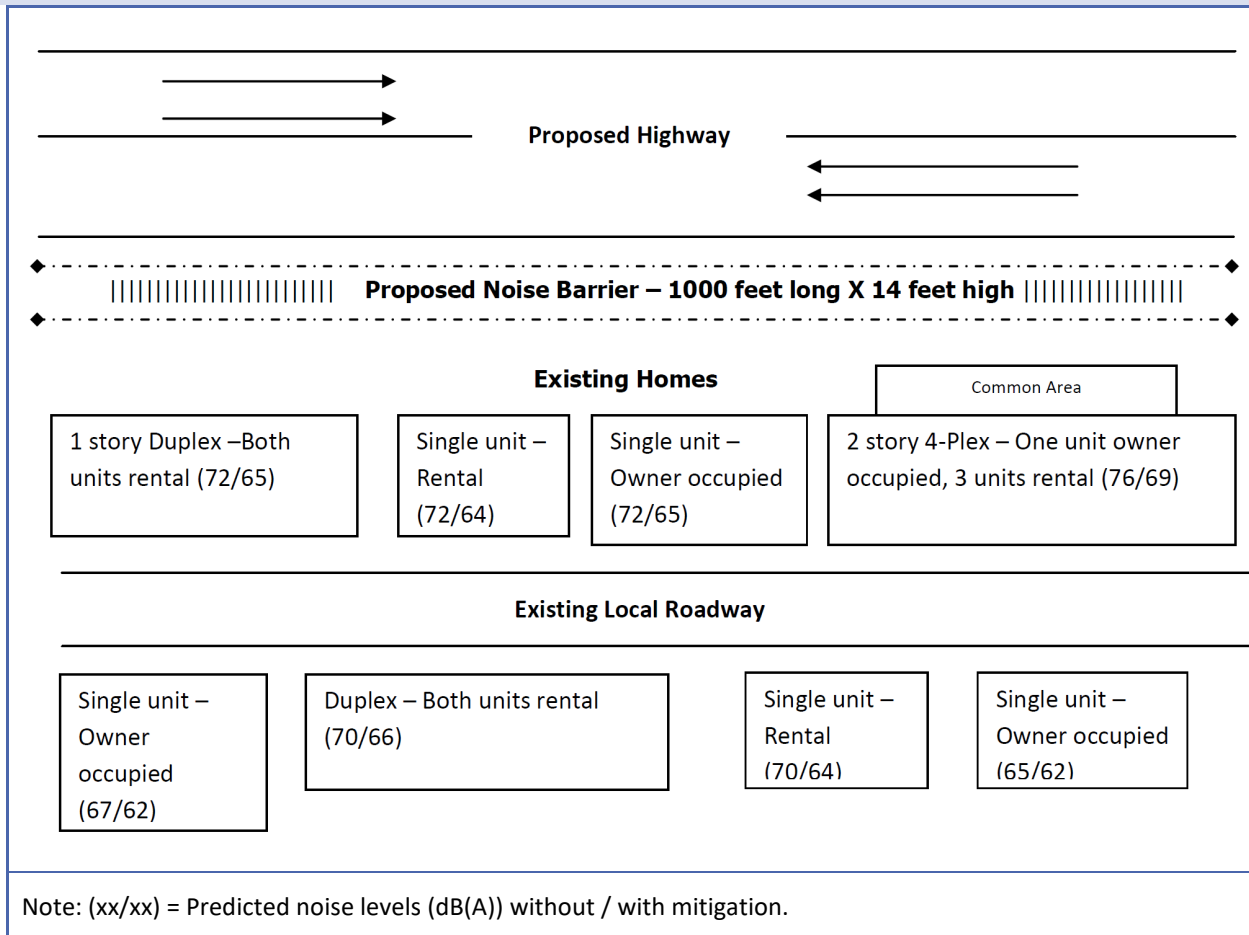 Proposed Highway
Proposed Noise Barrier – 1000 feet long X 14 feet high
Existing Homes
Common Area
1 story Duplex –Both
units rental (72/65)
Single unit –
Rental
(72/64)
Single unit –
Owner occupied
(72/65)
2 story 4-Plex – One unit owner
occupied, 3 units rental (76/69)
Existing Local Roadway
Single unit –
Owner
occupied
(67/62)
Duplex – Both units rental
(70/66)
Single unit –
Rental
(70/64)
Single unit –
Owner occupied
(65/62)
Note: (xx/xx) = Predicted noise levels (dB(A)) without / with mitigation.